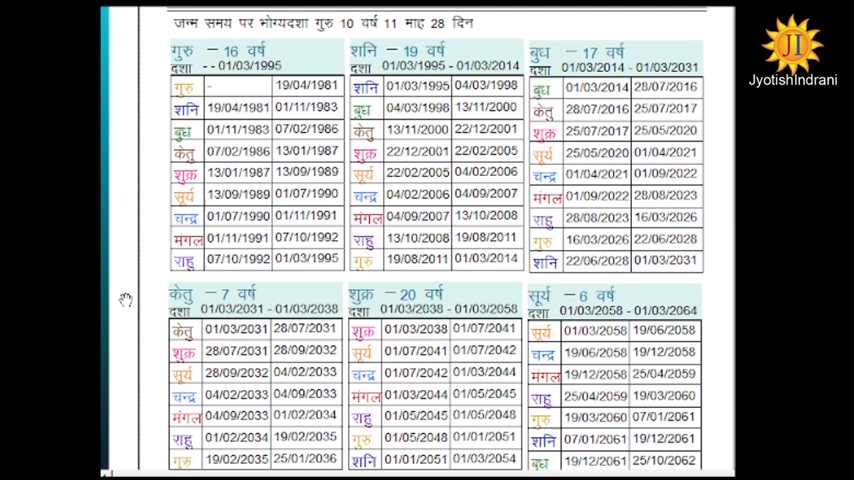 जन्म समय पर भोग्यदशा गुरु 10 वर्ष 11 माह 28 दिन
JI
JyotishIndrani
गुरु – 16 वर्ष
दशा - - 01/03/1995
गुरु - 19/04/1981
शनि 19/04/1981 01/11/1983
बुध 01/11/1983 07/02/1986
केतु 07/02/1986 13/01/1987
शुक्र 13/01/1987 13/09/1989
सूर्य 13/09/1989 01/07/1990
चन्द्र 01/07/1990 01/11/1991
मंगल 01/11/1991 07/10/1992
राहु 07/10/1992 01/03/1995
शनि – 19 वर्ष
दशा 01/03/1995 - 01/03/2014
शनि 01/03/1995 04/03/1998
बुध 04/03/1998 13/11/2000
केतु 13/11/2000 22/12/2001
शुक्र 22/12/2001 22/02/2005
सूर्य 22/02/2005 04/02/2006
चन्द्र 04/02/2006 04/09/2007
मंगल 04/09/2007 13/10/2008
राहु 13/10/2008 19/08/2011
गुरु 19/08/2011 01/03/2014
बुध – 17 वर्ष
दशा 01/03/2014 - 01/03/2031
बुध 01/03/2014 28/07/2016
केतु 28/07/2016 25/07/2017
शुक्र 25/07/2017 25/05/2020
सूर्य 25/05/2020 01/04/2021
चन्द्र 01/04/2021 01/09/2022
मंगल 01/09/2022 28/08/2023
राहु 28/08/2023 16/03/2026
गुरु 16/03/2026 22/06/2028
शनि 22/06/2028 01/03/2031
केतु – 7 वर्ष
दशा 01/03/2031 - 01/03/2038
केतु 01/03/2031 28/07/2031
शुक्र 28/07/2031 28/09/2032
सूर्य 28/09/2032 04/02/2033
चन्द्र 04/02/2033 04/09/2033
मंगल 04/09/2033 01/02/2034
राहु 01/02/2034 19/02/2035
गुरु 19/02/2035 25/01/2036
शुक्र – 20 वर्ष
दशा 01/03/2038 - 01/03/2058
शुक्र 01/03/2038 01/07/2041
सूर्य 01/07/2041 01/07/2042
चन्द्र 01/07/2042 01/03/2044
मंगल 01/03/2044 01/05/2045
राहु 01/05/2045 01/05/2048
गुरु 01/05/2048 01/01/2051
शनि 01/01/2051 01/03/2054
सूर्य – 6 वर्ष
दशा 01/03/2058 - 01/03/2064
सूर्य 01/03/2058 19/06/2058
चन्द्र 19/06/2058 19/12/2058
मंगल 19/12/2058 25/04/2059
राहु 25/04/2059 19/03/2060
गुरु 19/03/2060 07/01/2061
शनि 07/01/2061 19/12/2061
बुध 19/12/2061 25/10/2062